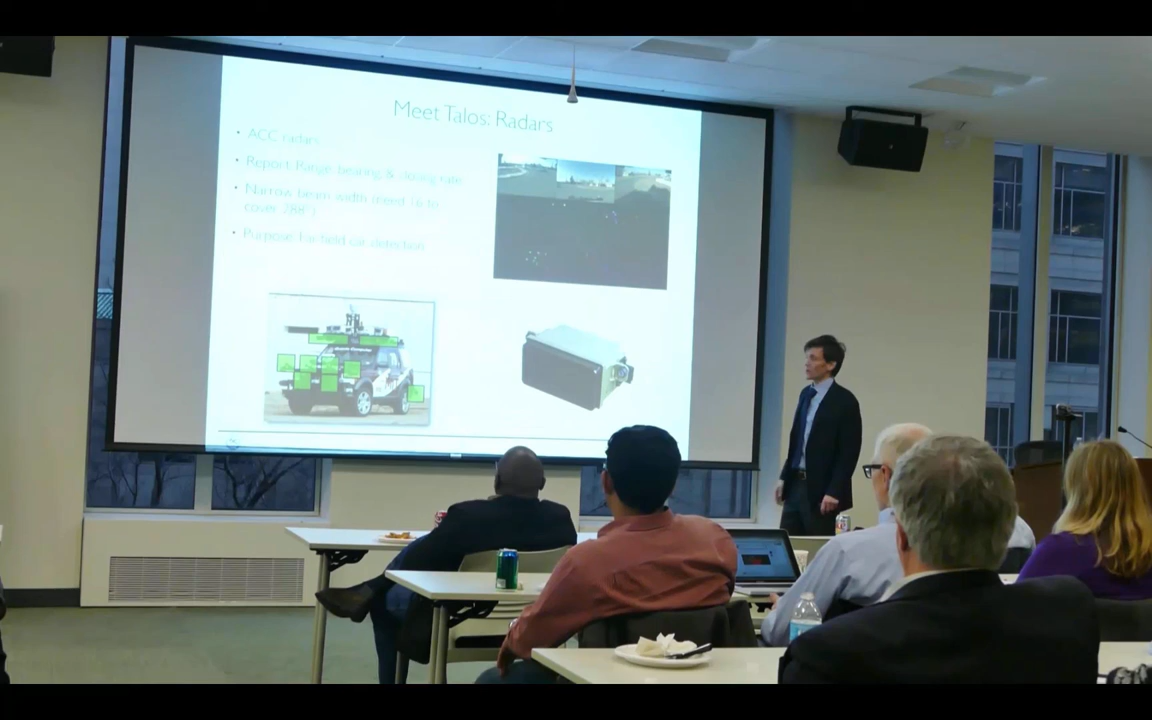 Meet Talos: Radars
• ACC radars
• Report: Range, bearing, & closing rate
• Narrow beam width (need 16 to
cover 288°)
• Purpose: Far-field car detection